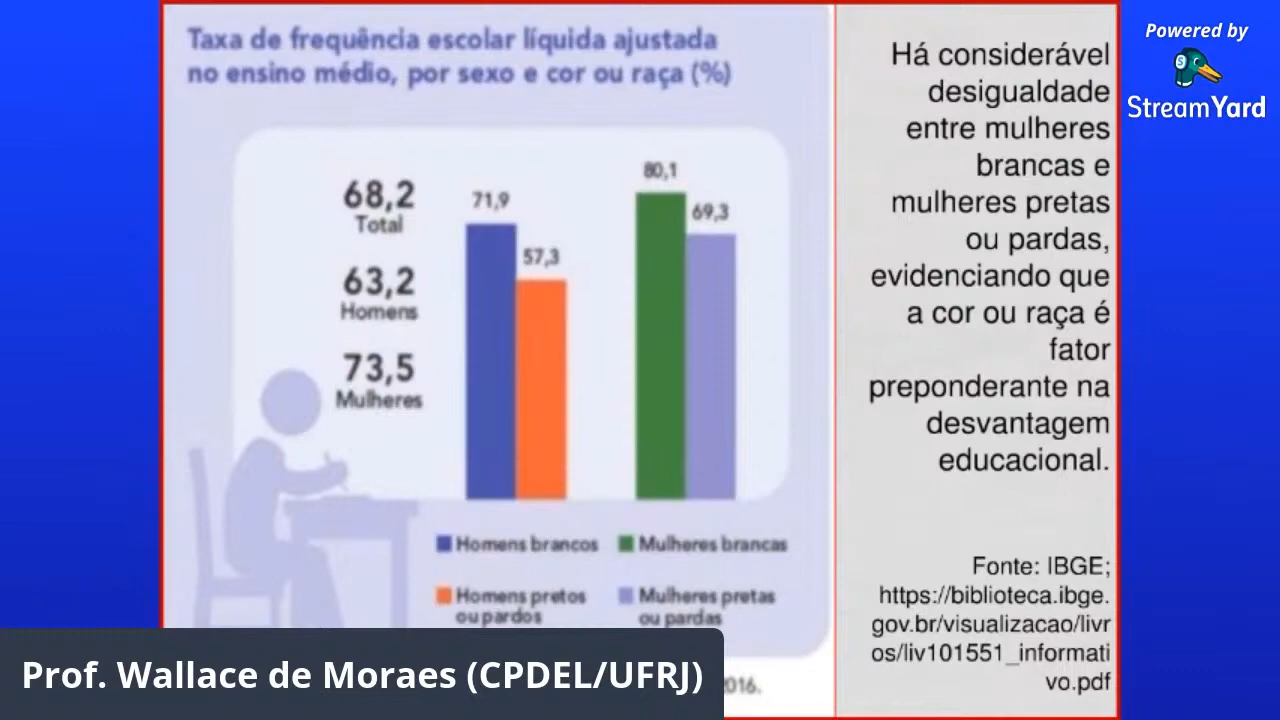 Taxa de frequência escolar líquida ajustada
no ensino médio, por sexo e cor ou raça (%)
68,2
Total
63,2
Homens
73,5
Mulheres
71,9
57,3
80,1
69,3
Homens brancos
Mulheres brancas
Homens pretos
ou pardos
Mulheres pretas
ou pardas
Há considerável
desigualdade
entre mulheres
brancas e
mulheres pretas
ou pardas,
evidenciando que
a cor ou raça é
fator
preponderante na
desvantagem
educacional.
Fonte: IBGE;
https://biblioteca.ibge.
gov.br/visualizacao/livr
os/liv101551_informati
vo.pdf
Powered by
StreamYard
Prof. Wallace de Moraes (CPDEL/UFRJ)